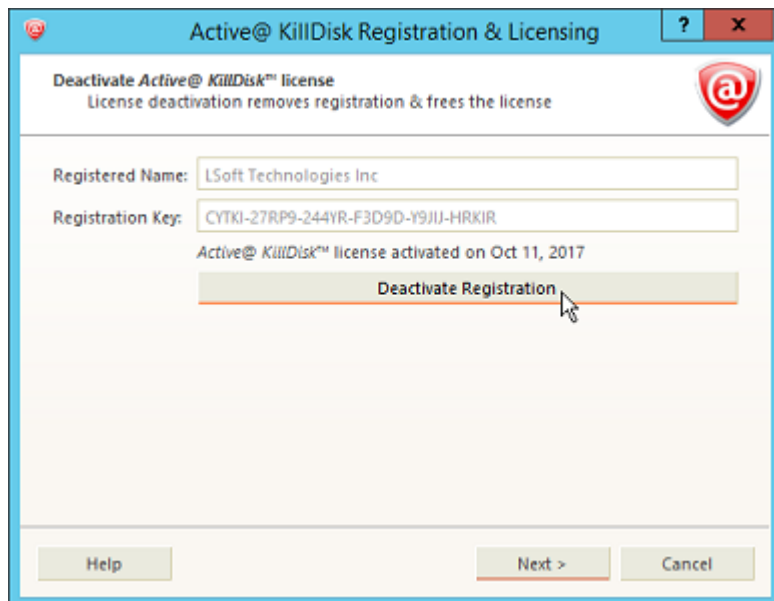 Active@ KillDisk Registration & Licensing
? x
Deactivate Active@ KillDisk™ license
License deactivation removes registration & frees the license
@
Registered Name: LSoft Technologies Inc
Registration Key: CYTKI-27RP9-244YR-F3D9D-Y9JIJ-HRKIR
Active@ KillDisk™ license activated on Oct 11, 2017
Deactivate Registration
Help Next > Cancel